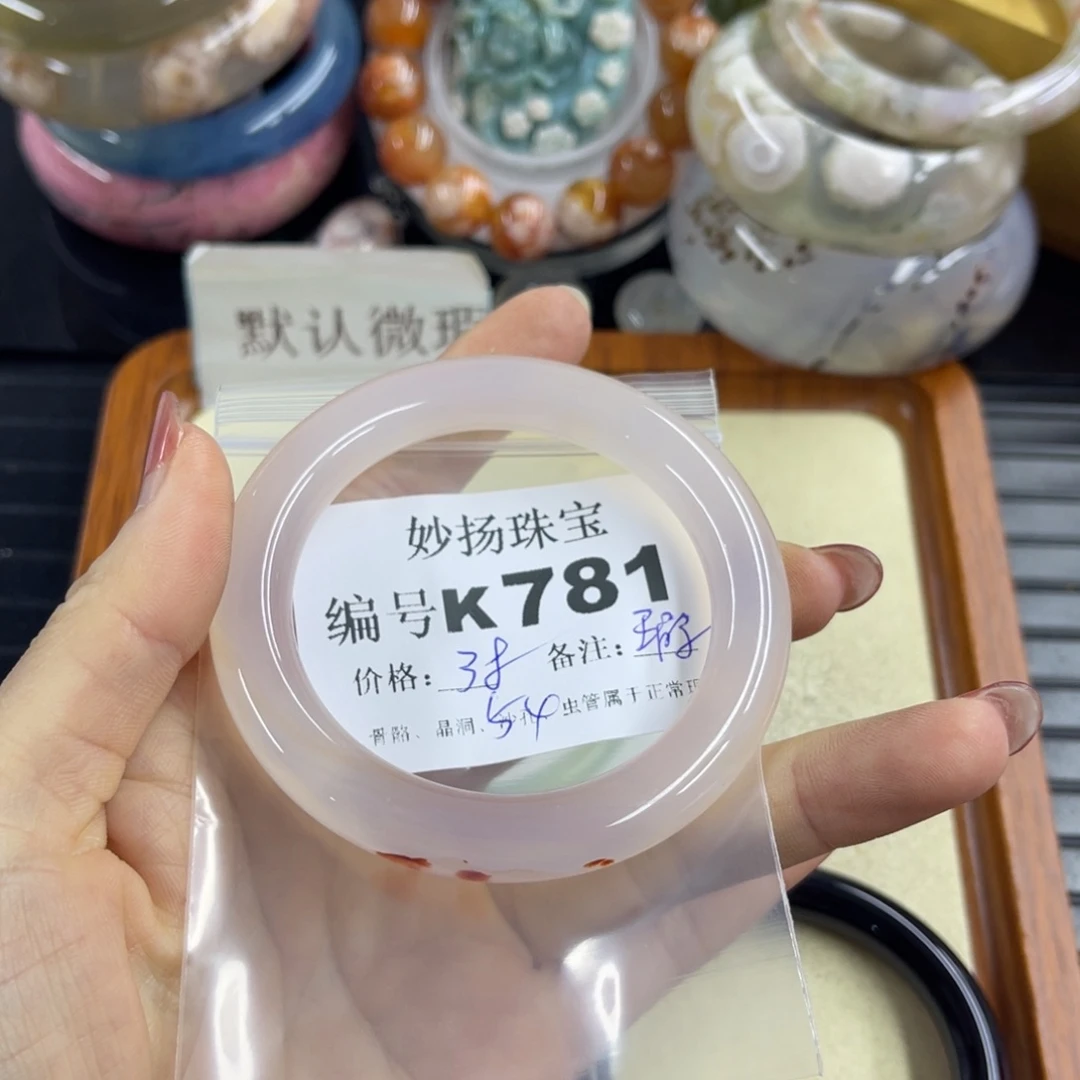 默认微瑕
妙扬珠宝
编号K781
价格： 备注：
54
晶洞、 虫管属于正常